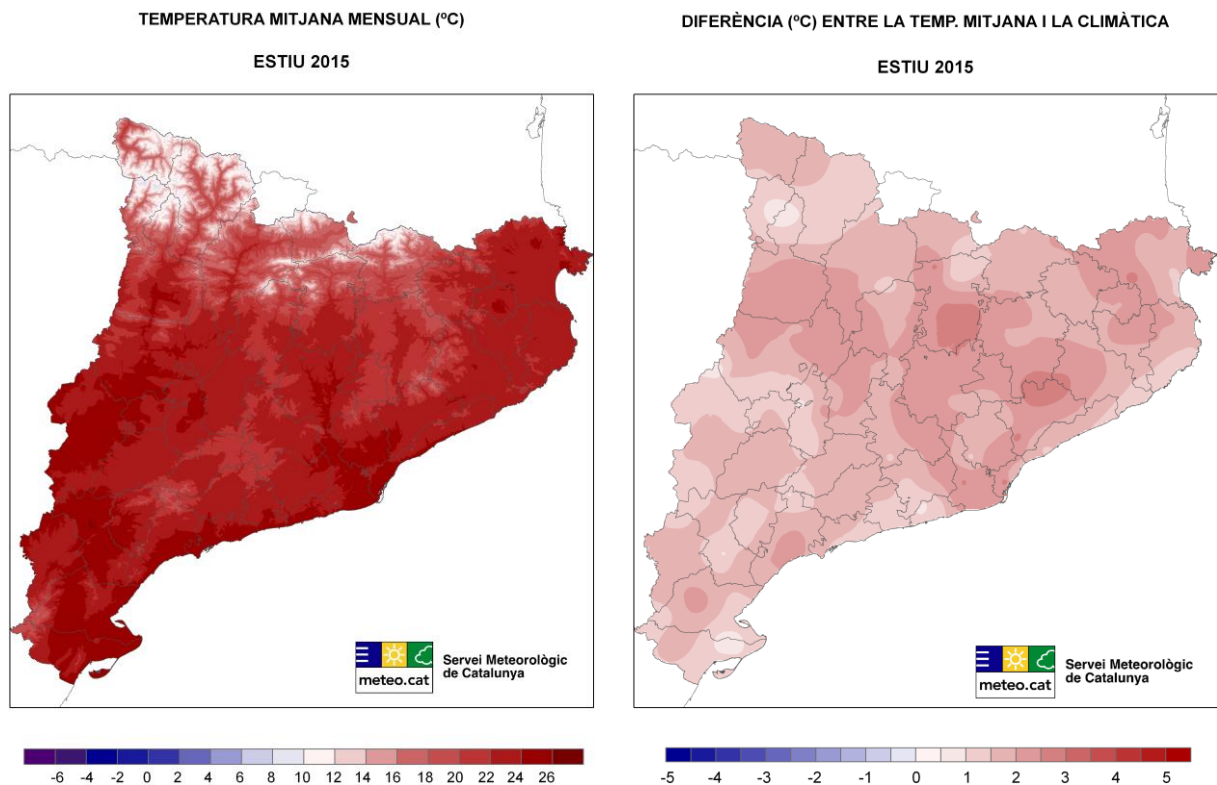 TEMPERATURA MITJANA MENSUAL (ºC)
ESTIU 2015
meteo.cat
Servei Meteorològic
de Catalunya
-6 -4 -2 0 2 4 6 8 10 12 14 16 18 20 22 24 26
DIFERÈNCIA (ºC) ENTRE LA TEMP. MITJANA I LA CLIMÀTICA
ESTIU 2015
meteo.cat
Servei Meteorològic
de Catalunya
-5 -4 -3 -2 -1 0 1 2 3 4 5